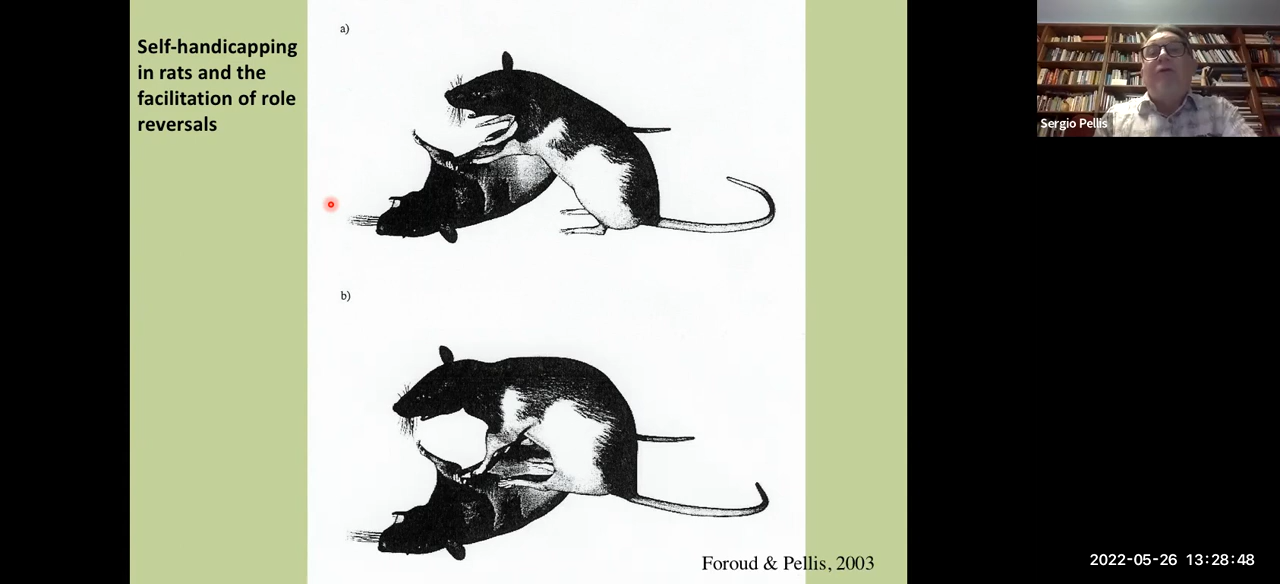 Self-handicapping
in rats and the
facilitation of role
reversals
a)
b)
Foroud & Pellis, 2003
Sergio Pellis
2022-05-26 13:28:48